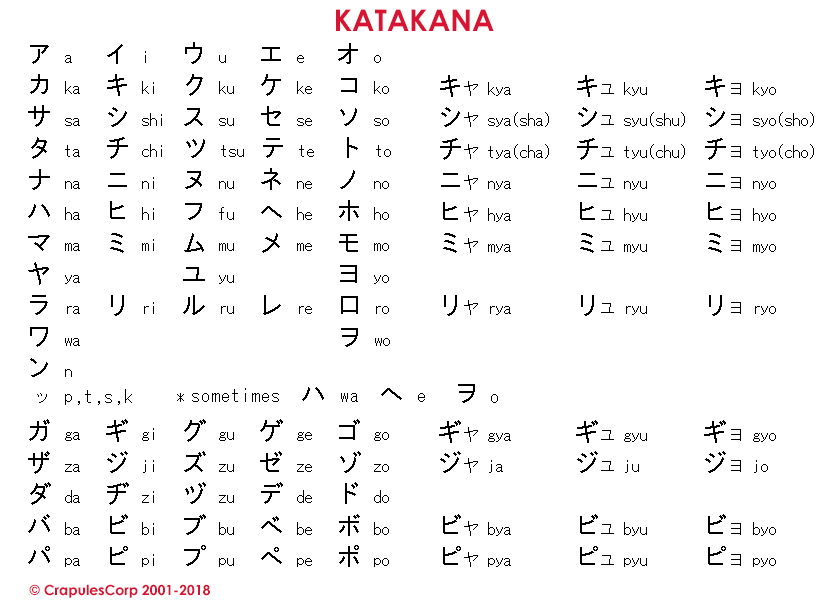 KATAKANA
ア a イ i ウ u エ e オ o
カ ka キ ki ク ku ケ ke コ ko キャ kya キュ kyu キョ kyo
サ sa シ shi ス su セ se ソ so シャ sya(sha) シュ syu(shu) ショ syo(sho)
タ ta チ chi ツ tsu テ te ト to チャ tya(cha) チュ tyu(chu) チョ tyo(cho)
ナ na ニ ni ヌ nu ネ ne ノ no ニャ nya ニュ nyu ニョ nyo
ハ ha ヒ hi フ fu ヘ he ホ ho ヒャ hya ヒュ hyu ヒョ hyo
マ ma ミ mi ム mu メ me モ mo ミャ mya ミュ myu ミョ myo
ヤ ya ユ yu ヨ yo
ラ ra リ ri ル ru レ re ロ ro リャ rya リュ ryu リョ ryo
ワ wa ヲ wo
ン n
ッ p,t,s,k *sometimes ハ wa ヘ e ヲ o
ガ ga ギ gi グ gu ゲ ge ゴ go ギャ gya ギュ gyu ギョ gyo
ザ za ジ ji ズ zu ゼ ze ゾ zo ジャ ja ジュ ju ジョ jo
ダ da ヂ zi ヅ zu デ de ド do
バ ba ビ bi ブ bu ベ be ボ bo ビャ bya ビュ byu ビョ byo
パ pa ピ pi プ pu ペ pe ポ po ピャ pya ピュ pyu ピョ pyo
© CrapulesCorp 2001-2018